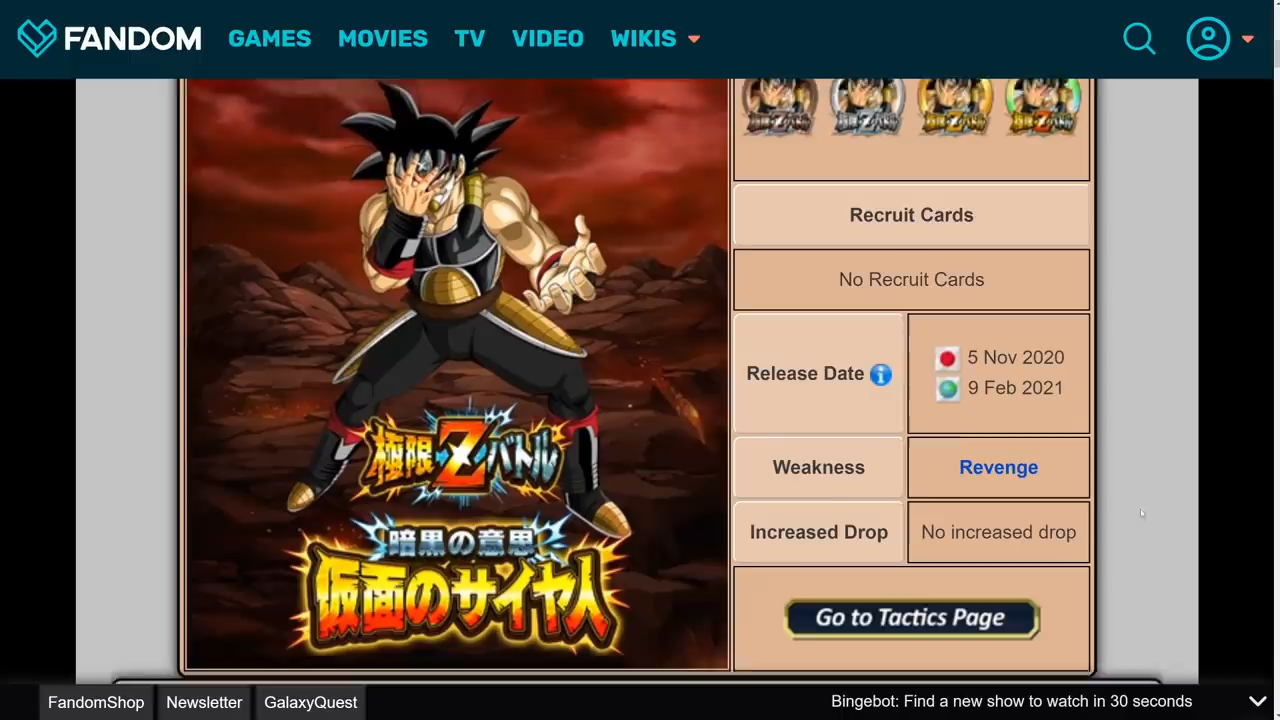 FANDOM GAMES MOVIES TV VIDEO WIKIS
Recruit Cards
No Recruit Cards
Release Date
5 Nov 2020
9 Feb 2021
Weakness
Revenge
Increased Drop
No increased drop
Go to Tactics Page
極限Zバトル
暗黒の意思
仮面のサイヤ人
FandomShop Newsletter GalaxyQuest Bingebot: Find a new show to watch in 30 seconds